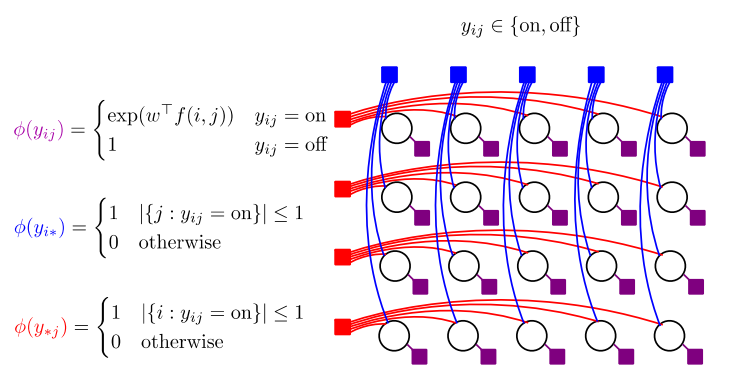 y_{ij} ∈ {on, off}
ϕ(y_{ij}) = { exp(w^⊤ f(i, j))   y_{ij} = on
1   y_{ij} = off
ϕ(y_{i*}) = { 1   |{j : y_{ij} = on}| ≤ 1
0   otherwise
ϕ(y_{*j}) = { 1   |{i : y_{ij} = on}| ≤ 1
0   otherwise